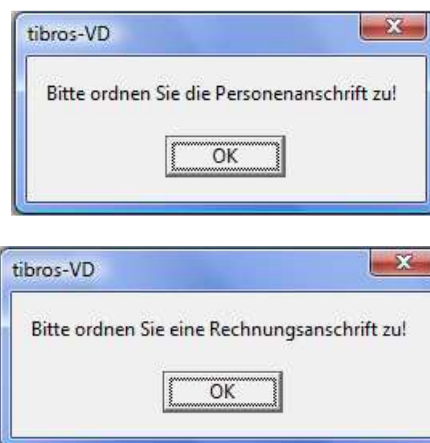 tibros-VD
Bitte ordnen Sie die Personenanschrift zu!
OK
tibros-VD
Bitte ordnen Sie eine Rechnungsanschrift zu!
OK